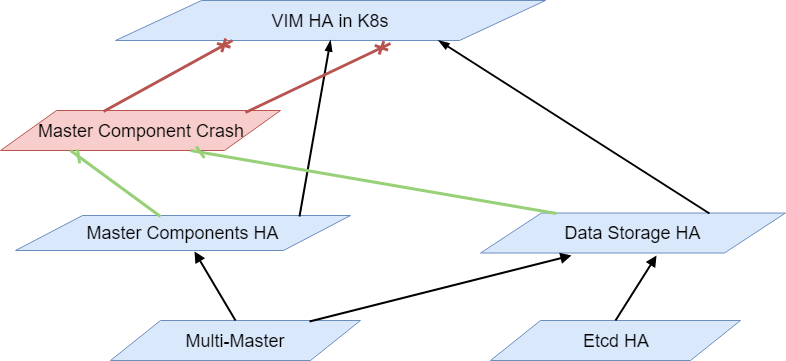 VIM HA in K8s
Master Component Crash
Master Components HA
Data Storage HA
Multi-Master
Etcd HA